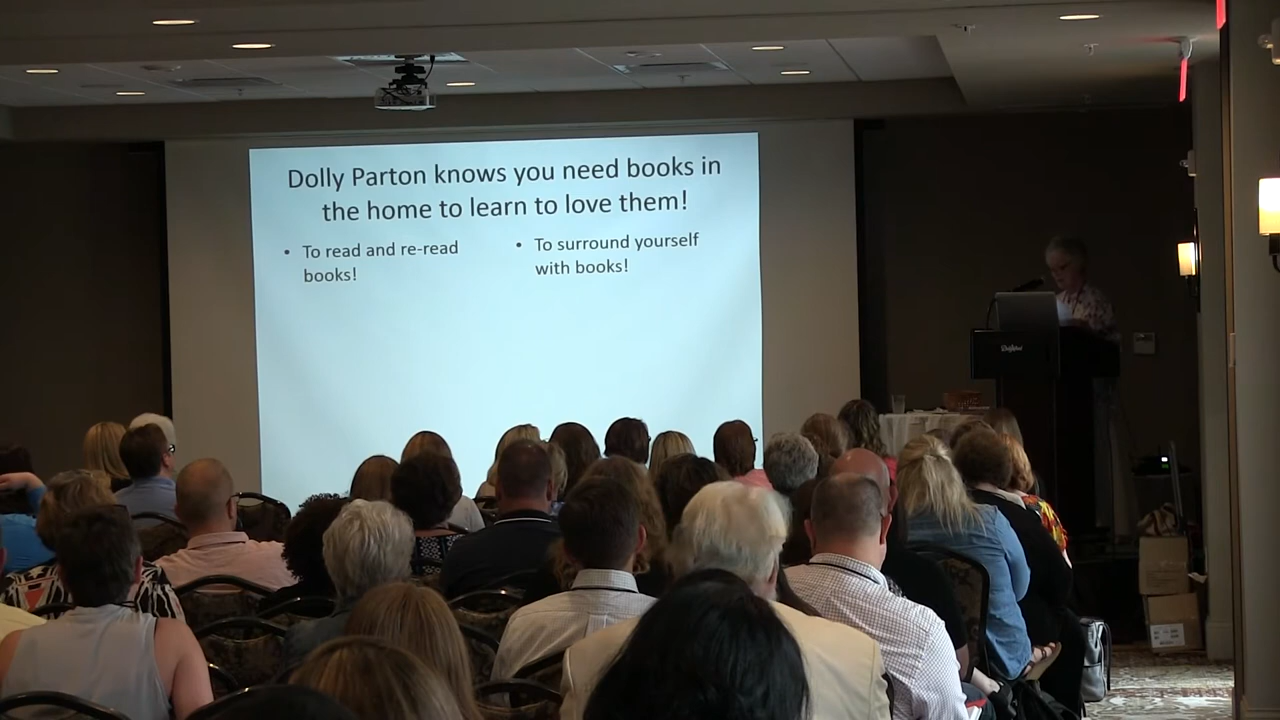 Dolly Parton knows you need books in
the home to learn to love them!
• To read and re-read
books!
• To surround yourself
with books!